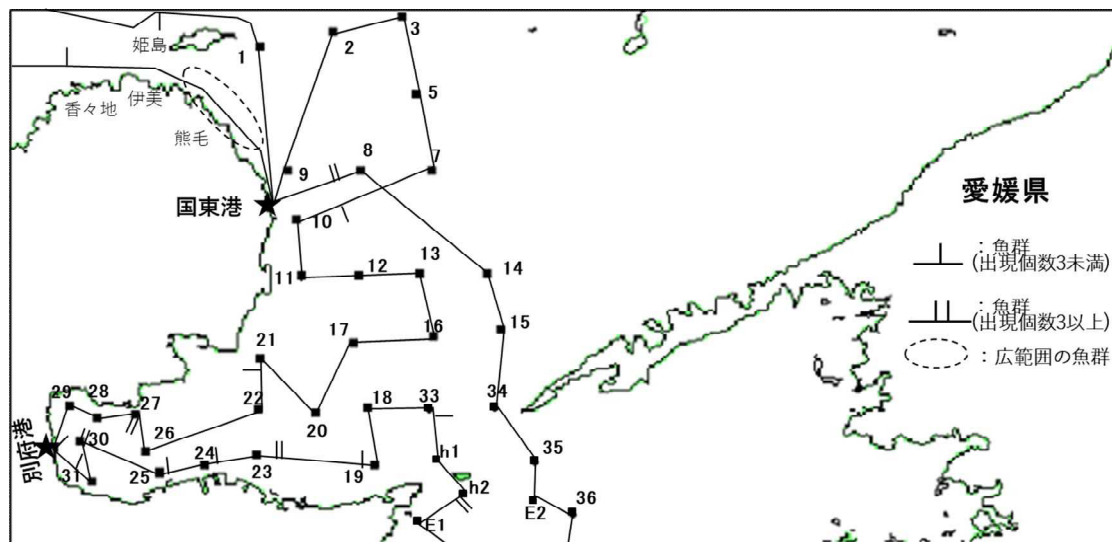 3
2
姫島
1
5
伊美
香々地
熊毛
8
7
9
愛媛県
国東港
10
：魚群
(出現個数3未満)
13
14
11
12
：魚群
(出現個数3以上)
15
16
17
21
：広範囲の魚群
29
28
27
18
33
34
22
20
別府港
30
26
h1
35
24
23
31
25
19
h2
E2
36
E1